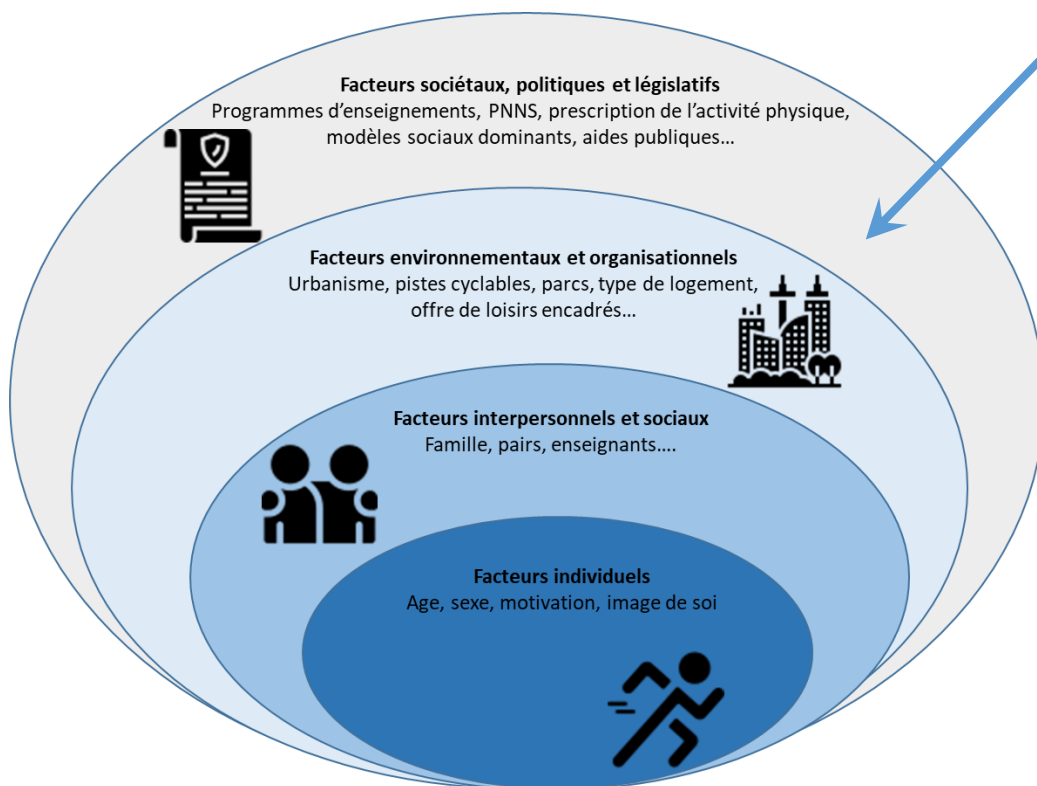 Facteurs sociétaux, politiques et législatifs
Programmes d'enseignements, PNNS, prescription de l'activité physique,
modèles sociaux dominants, aides publiques…
Facteurs environnementaux et organisationnels
Urbanisme, pistes cyclables, parcs, type de logement,
offre de loisirs encadrés…
Facteurs interpersonnels et sociaux
Famille, pairs, enseignants….
Facteurs individuels
Age, sexe, motivation, image de soi